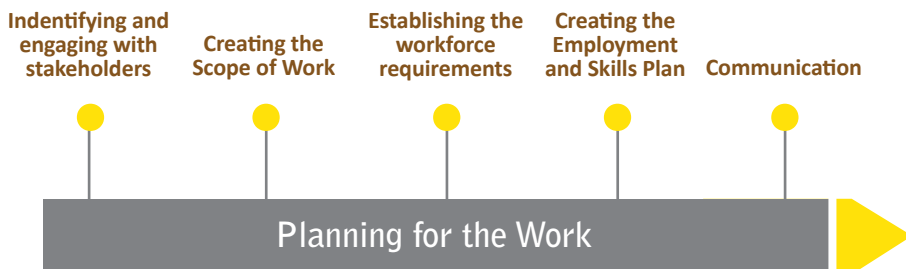 Indentifying and
engaging with
stakeholders
Creating the
Scope of Work
Establishing the
workforce
requirements
Creating the
Employment
and Skills Plan
Communication
Planning for the Work